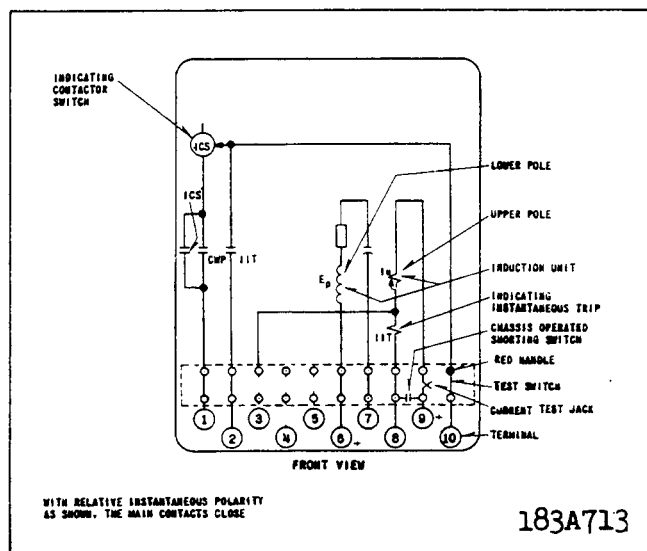 INDICATING
CONTACTOR
SWITCH
ICS
ICS
CWP
IIT
LOWER POLE
UPPER POLE
INDUCTION UNIT
INDICATING
INSTANTANEOUS TRIP
CHASSIS OPERATED
SHORTING SWITCH
RED HANDLE
TEST SWITCH
CURRENT TEST JACK
TERMINAL
Ep
IIT
1
2
3
4
5
6
+
7
8
9
+
10
FRONT VIEW
WITH RELATIVE INSTANTANEOUS POLARITY
AS SHOWN, THE MAIN CONTACTS CLOSE
183A713